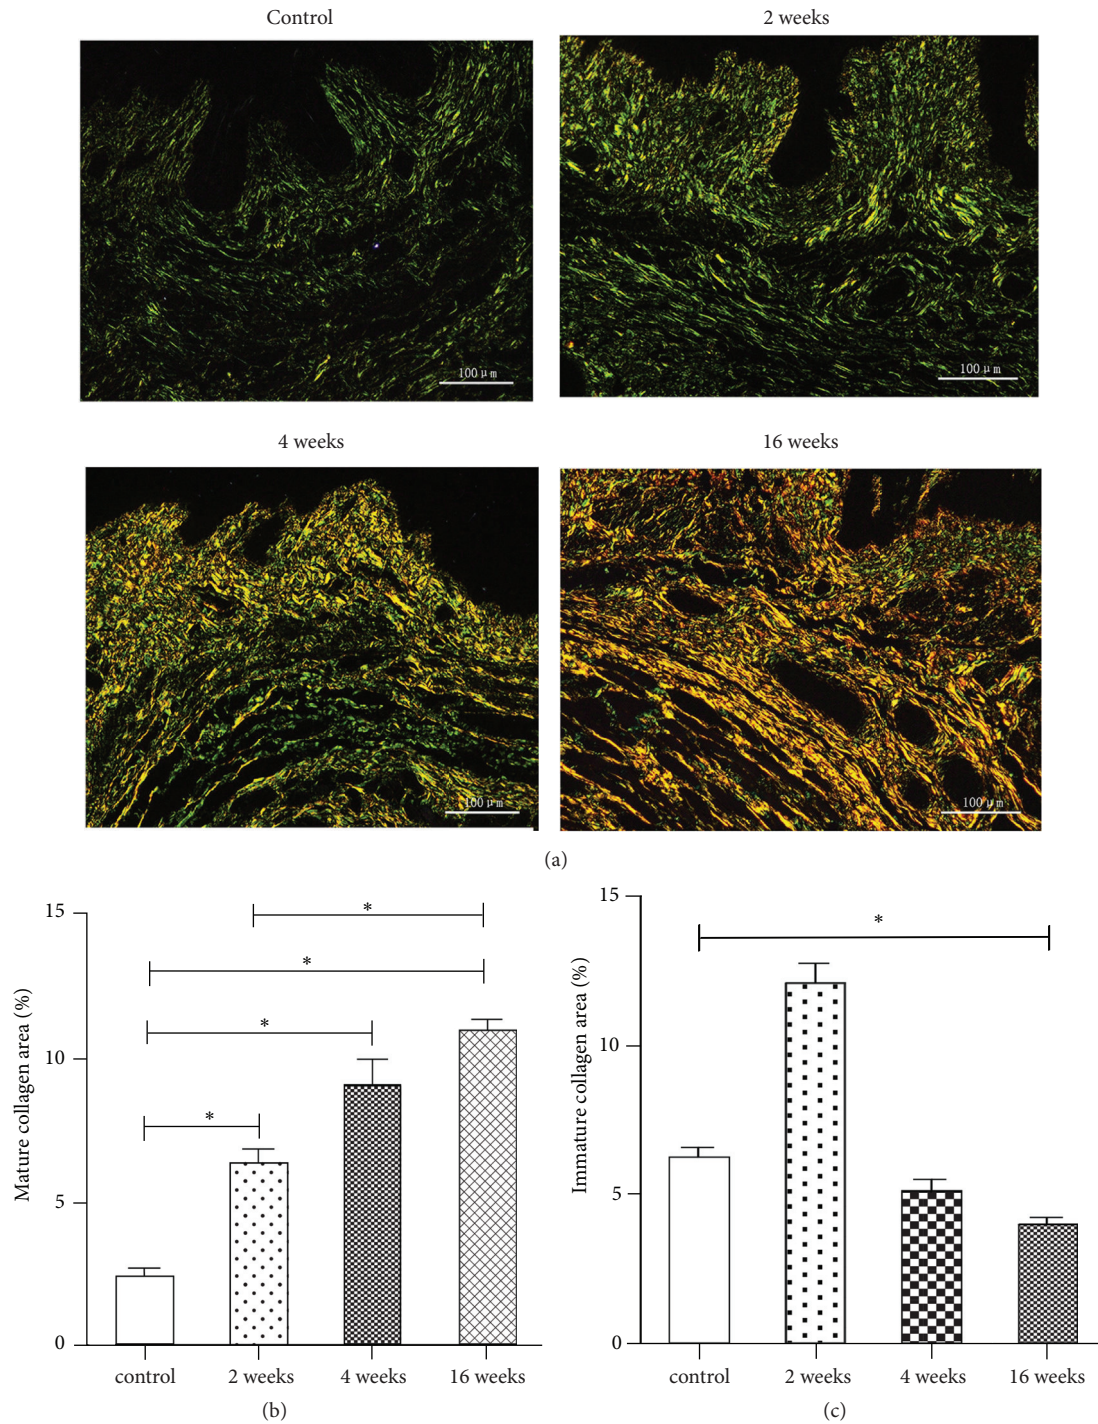 Control
2 weeks
100 μm
100 μm
4 weeks
16 weeks
100 μm
100 μm
(a)
Mature collagen area (%)
15
10
5
0
*
*
*
*
control
2 weeks
4 weeks
16 weeks
(b)
Immature collagen area (%)
15
10
5
0
*
control
2 weeks
4 weeks
16 weeks
(c)